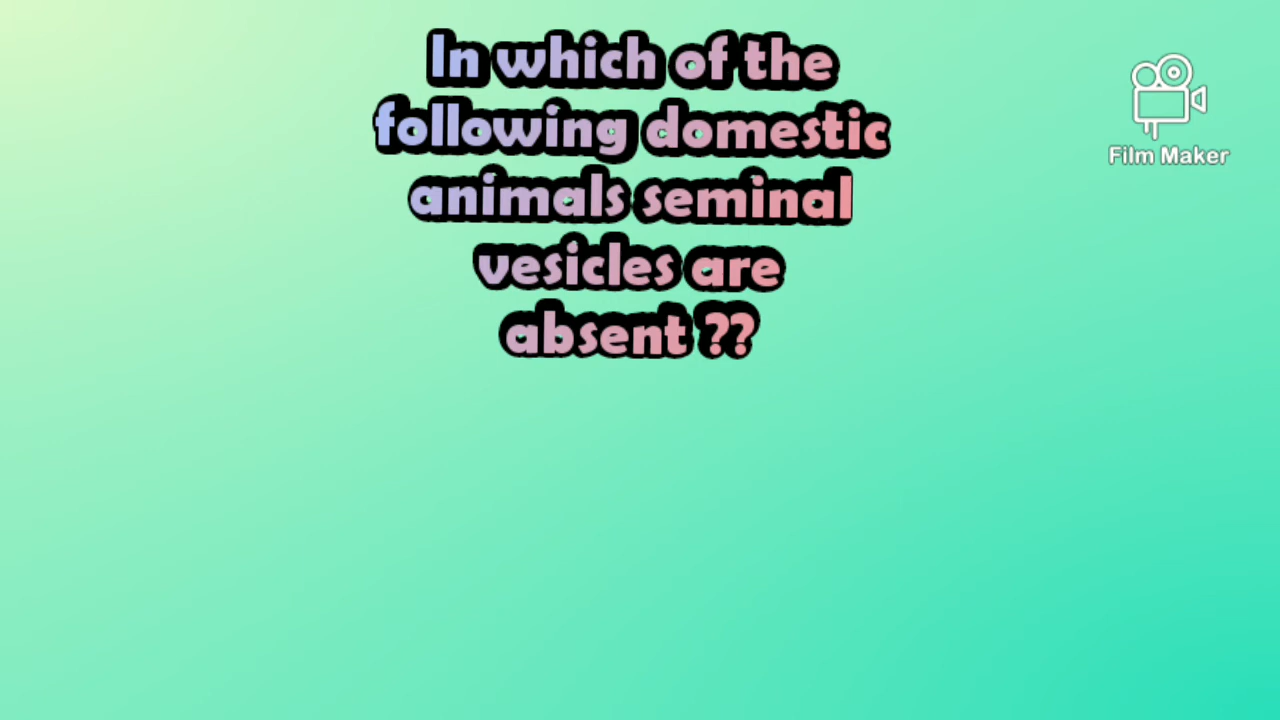 In which of the
following domestic
animals seminal
vesicles are
absent ??
Film Maker